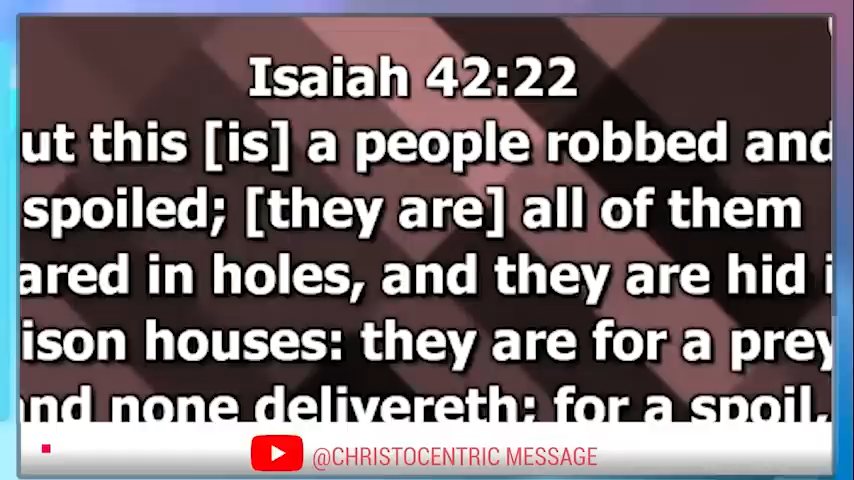 Isaiah 42:22
ut this [is] a people robbed and
spoiled; [they are] all of them
ared in holes, and they are hid i
ison houses: they are for a prey
and none delivereth; for a spoil,
@CHRISTOCENTRIC MESSAGE